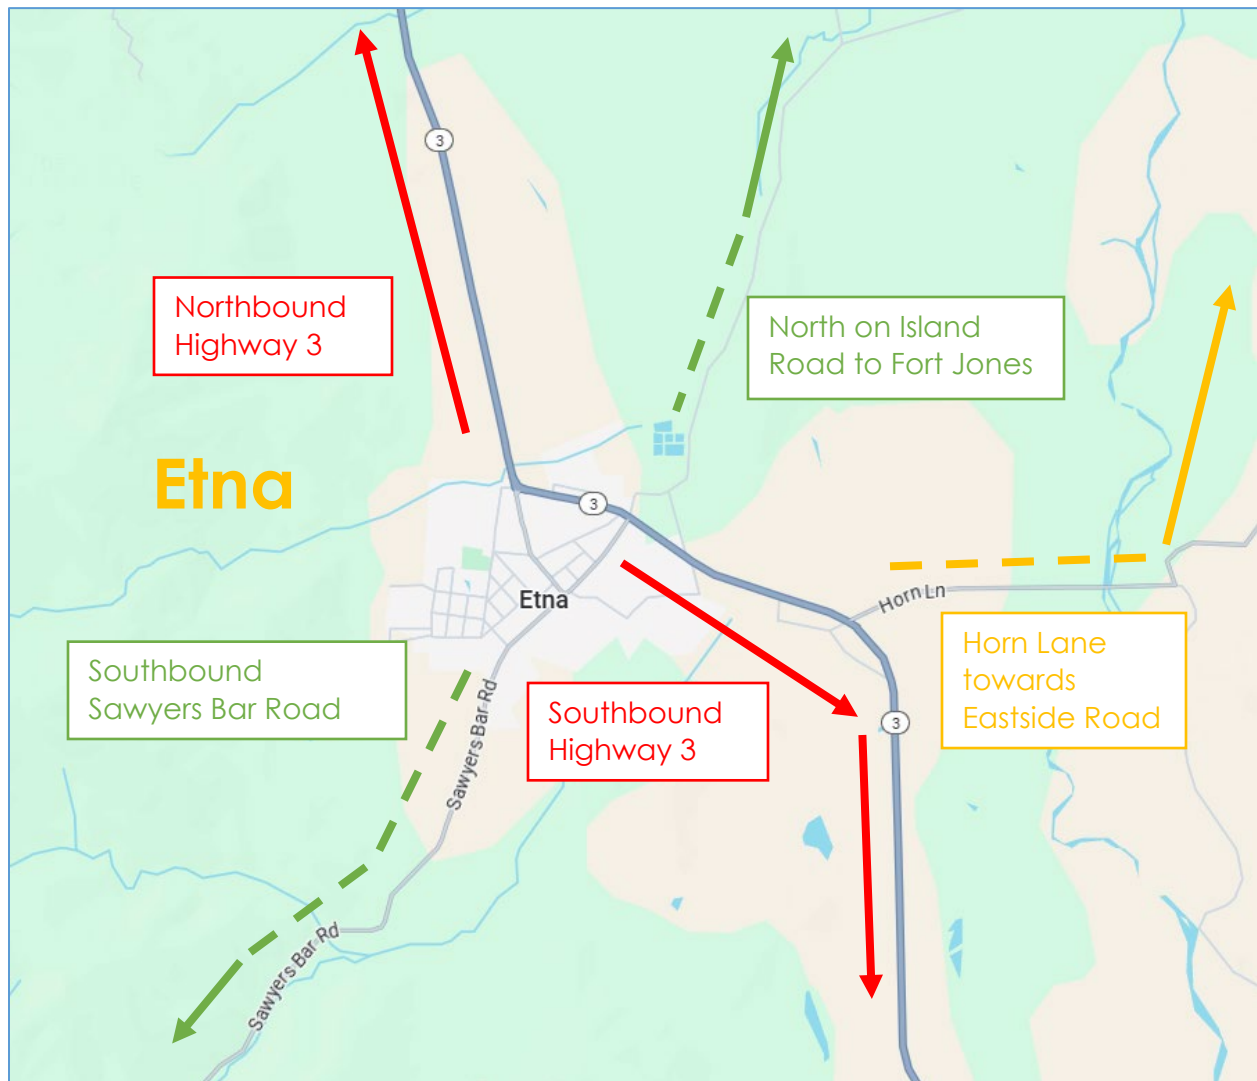 3
Northbound
Highway 3
North on Island
Road to Fort Jones
Etna
3
Etna
Horn Ln
Southbound
Sawyers Bar Road
Horn Lane
towards
Eastside Road
Sawyers Bar Rd
Southbound
Highway 3
3
Sawyers Bar Rd